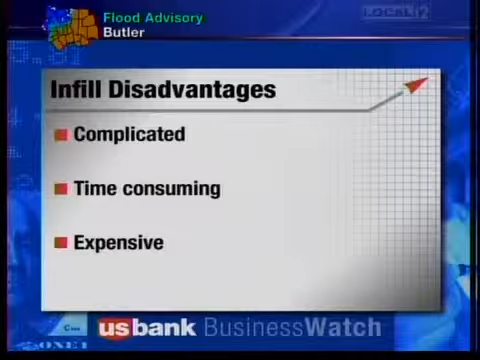 Flood Advisory
Butler
LOCAL 12
Infill Disadvantages
Complicated
Time consuming
Expensive
usbank BusinessWatch